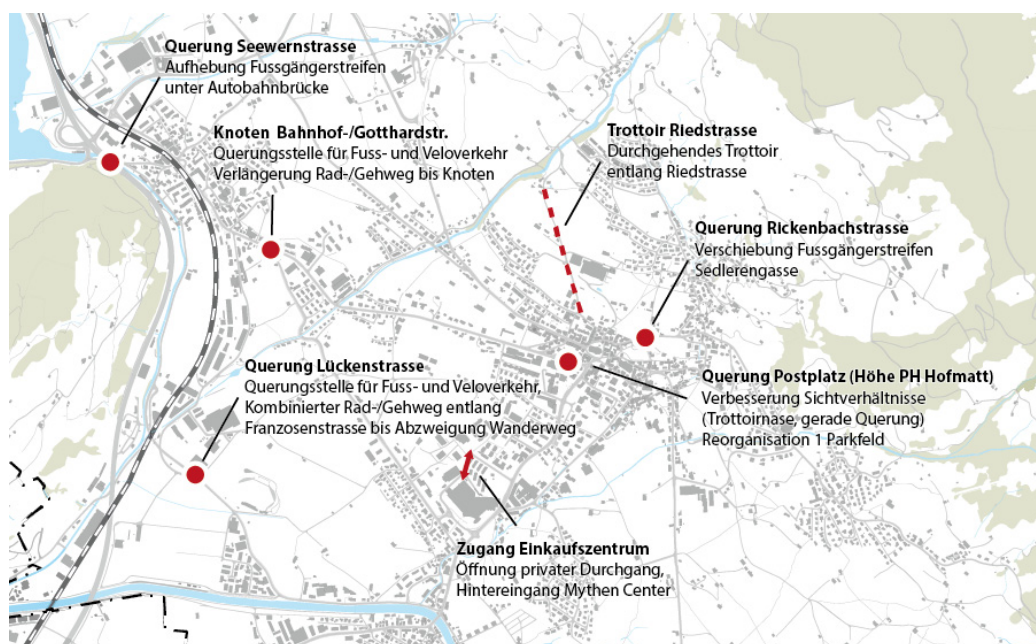 Querung Seewernstrasse
Aufhebung Fussgängerstreifen
unter Autobahnbrücke
Knoten Bahnhof-/Gotthardstr.
Querungsstelle für Fuss- und Veloverkehr
Verlängerung Rad-/Gehweg bis Knoten
Trottoir Riedstrasse
Durchgehendes Trottoir
entlang Riedstrasse
Querung Rickenbachstrasse
Verschiebung Fussgängerstreifen
Sedlerengasse
Querung Lückenstrasse
Querungsstelle für Fuss- und Veloverkehr,
Kombinierter Rad-/Gehweg entlang
Franzosenstrasse bis Abzweigung Wanderweg
Querung Postplatz (Höhe PH Hofmatt)
Verbesserung Sichtverhältnisse
(Trottoirnase, gerade Querung)
Reorganisation 1 Parkfeld
Zugang Einkaufszentrum
Öffnung privater Durchgang,
Hintereingang Mythen Center